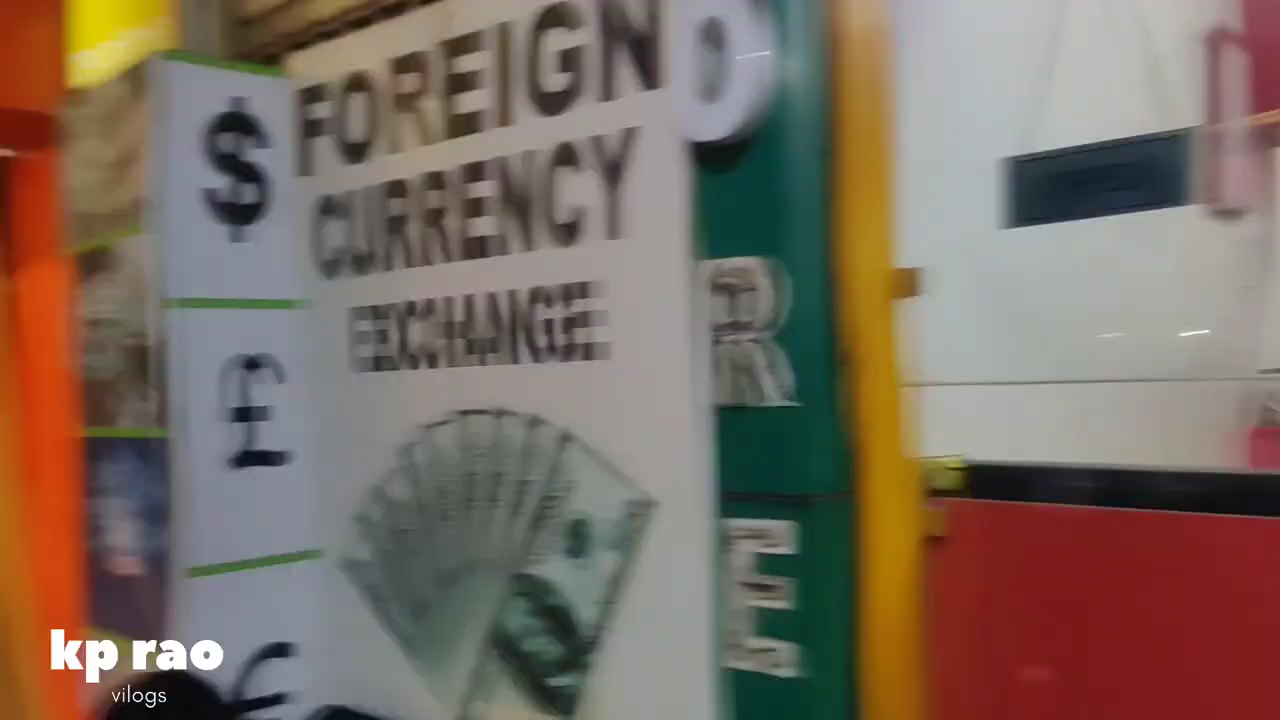 $
FOREIGN
CURRENCY
EXCHANGE
£
€
R
E
kp rao
vilogs